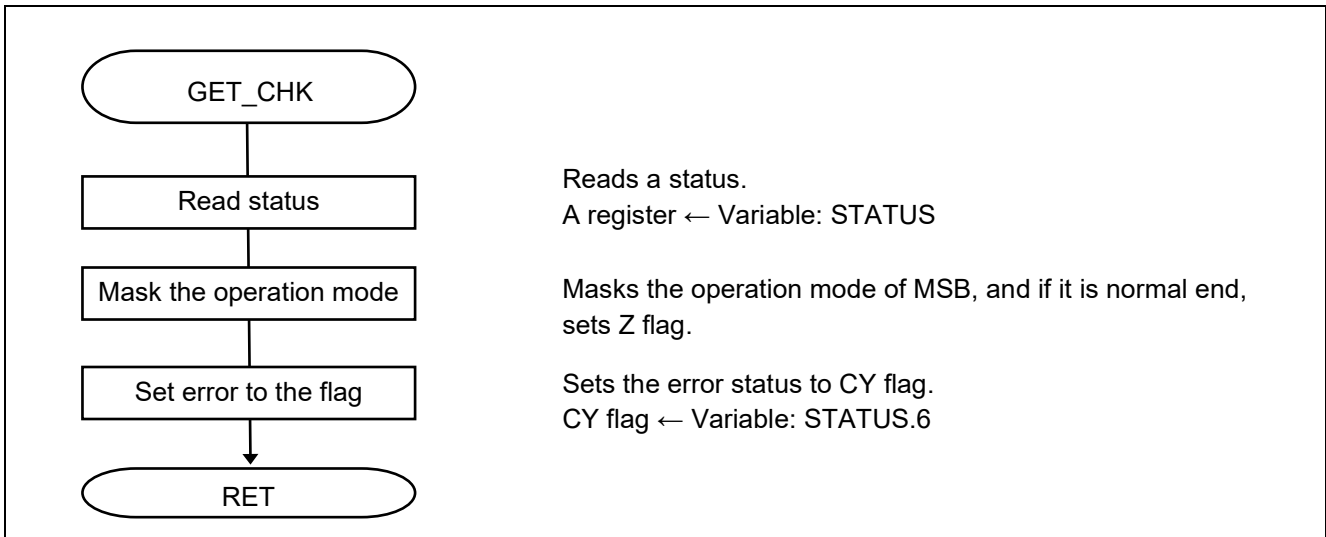 GET_CHK
Read status
Reads a status.
A register ← Variable: STATUS
Mask the operation mode
Masks the operation mode of MSB, and if it is normal end,
sets Z flag.
Set error to the flag
Sets the error status to CY flag.
CY flag ← Variable: STATUS.6
RET